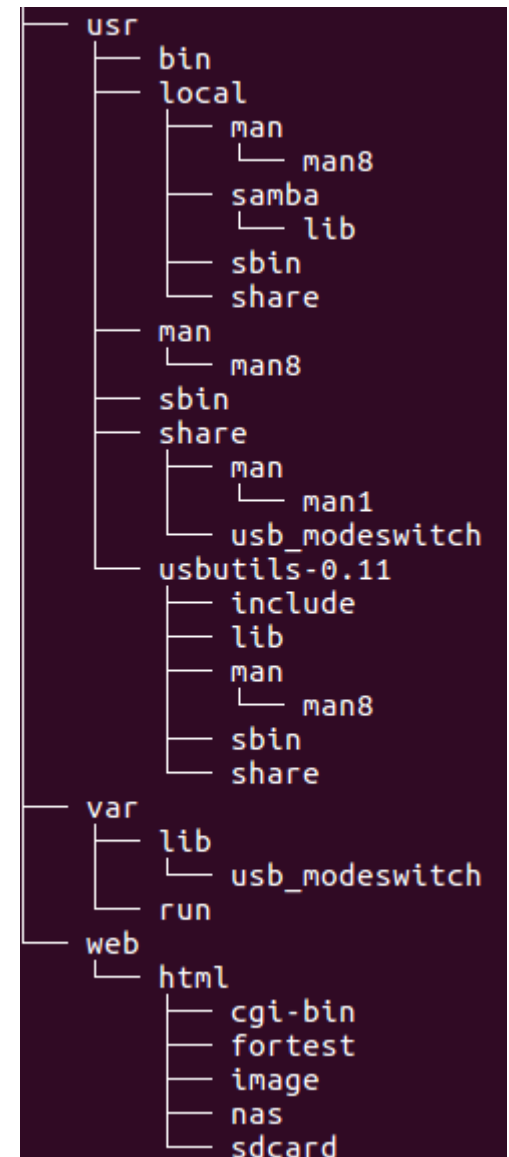 usr
bin
local
man
man8
samba
lib
sbin
share
man
man8
sbin
share
man
man1
usb_modeswitch
usbutils-0.11
include
lib
man
man8
sbin
share
var
lib
usb_modeswitch
run
web
html
cgi-bin
fortest
image
nas
sdcard